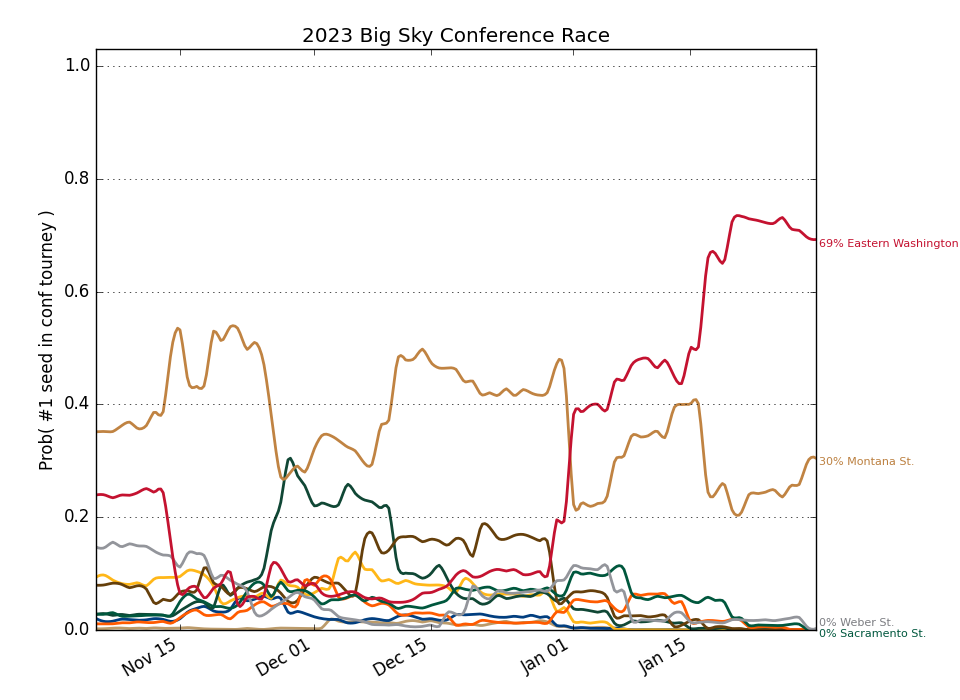 2023 Big Sky Conference Race
Prob( #1 seed in conf tourney )
1.0
0.8
0.6
0.4
0.2
0.0
Nov 15
Dec 01
Dec 15
Jan 01
Jan 15
69% Eastern Washington
30% Montana St.
0% Weber St.
0% Sacramento St.